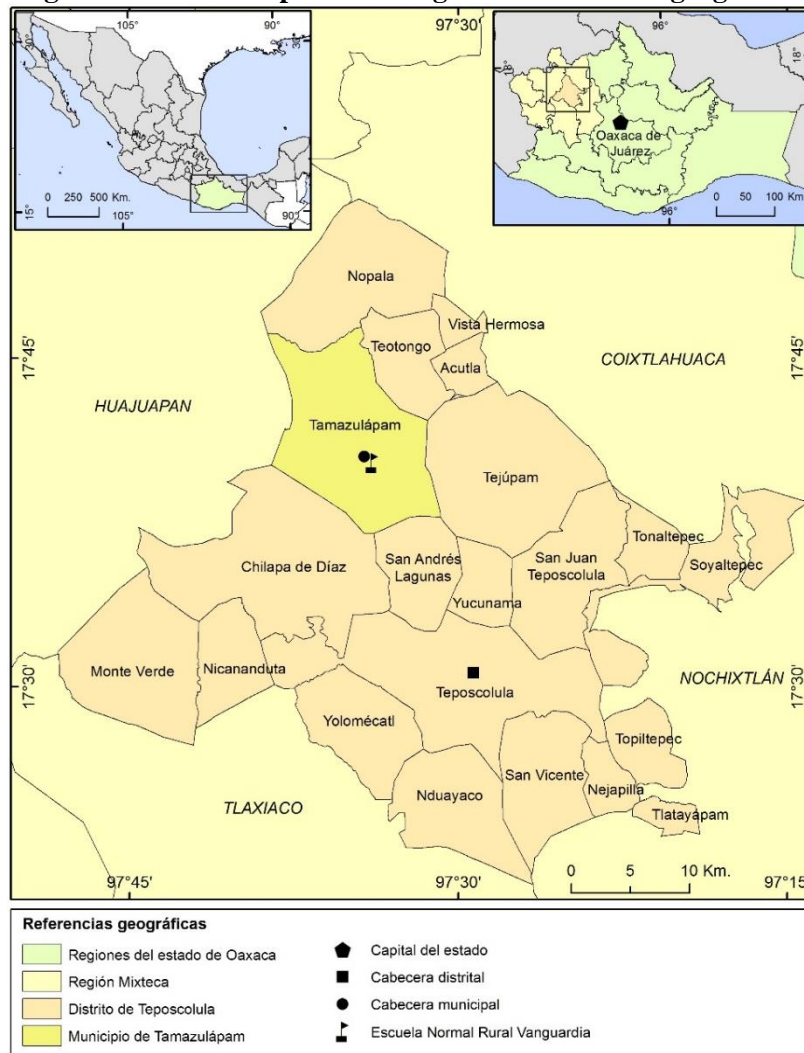 105°
90°
30°
30°
15°
0 250 500 Km.
105°
90°
97°30'
96°
18°
18°
Oaxaca de
Juárez
0 50 100 Km.
96°
Nopala
Vista Hermosa
Teotongo
Acutla
17°45'
17°45'
COIXTLAHUACA
HUAJUAPAN
Tamazulápam
Tejúpam
Tonaltepec
Chilapa de Díaz
San Andrés
Lagunas
San Juan
Teposcolula
Soyaltepec
Yucunama
Monte Verde
Nicananduta
Teposcolula
NOCHIXTLÁN
17°30'
17°30'
Yolomécatl
Topiltepec
San Vicente
Nduayaco
Nejapilla
Tlatayápam
TLAXIACO
0 5 10 Km.
97°45'
97°30'
97°15'
Referencias geográficas
Regiones del estado de Oaxaca
Región Mixteca
Distrito de Teposcolula
Municipio de Tamazulápam
Capital del estado
Cabecera distrital
Cabecera municipal
Escuela Normal Rural Vanguardia